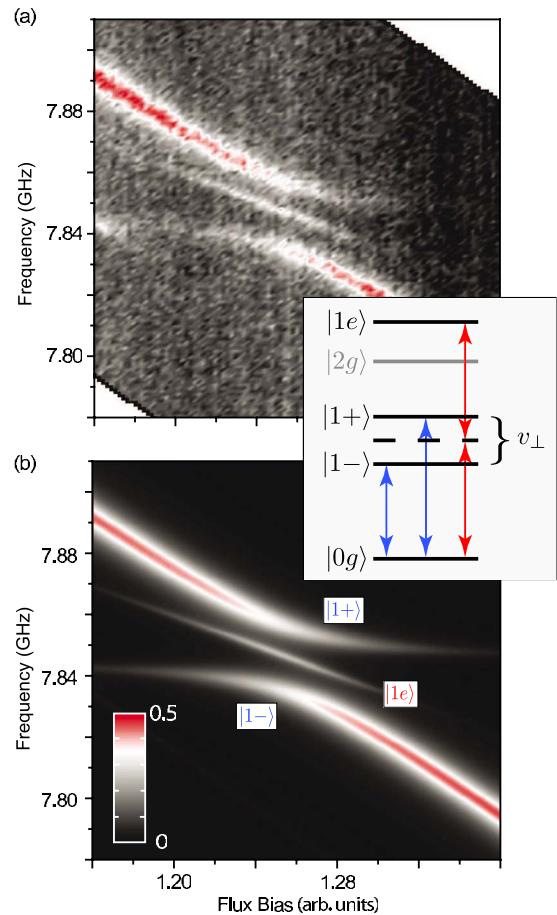 (a)
7.88
7.84
7.80
Frequency (GHz)
|1e⟩
|2g⟩
|1+⟩
|1−⟩
v⊥
|0g⟩
(b)
7.88
7.84
7.80
Frequency (GHz)
|1+⟩
|1e⟩
|1−⟩
0.5
0
1.20
1.28
Flux Bias (arb. units)